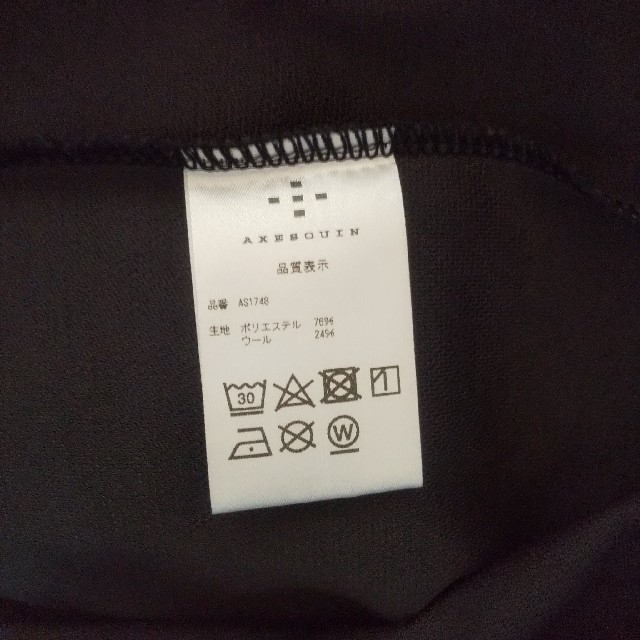 AXESQUIN
品質表示
品番 AS1748
生地 ポリエステル 76%
ウール 24%
30
W